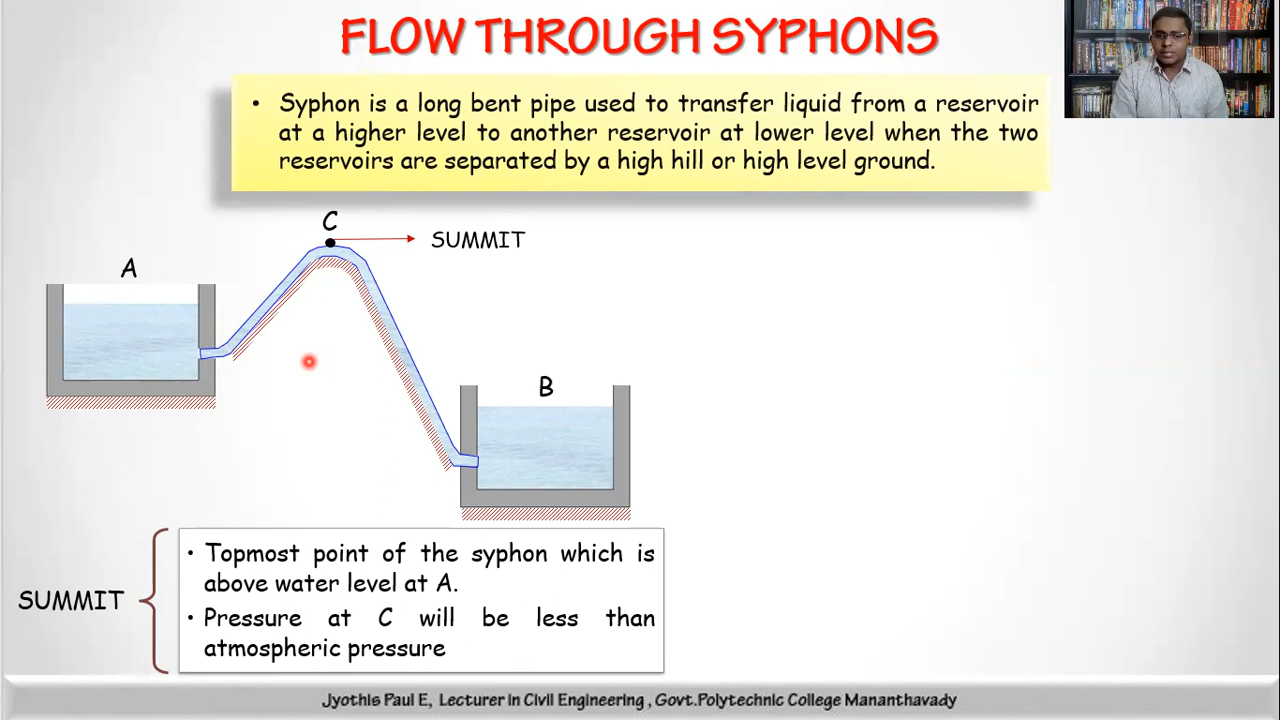 FLOW THROUGH SYPHONS
• Syphon is a long bent pipe used to transfer liquid from a reservoir
at a higher level to another reservoir at lower level when the two
reservoirs are separated by a high hill or high level ground.
C
SUMMIT
A
B
SUMMIT
• Topmost point of the syphon which is
above water level at A.
• Pressure at C will be less than
atmospheric pressure
Jyothis Paul E, Lecturer in Civil Engineering , Govt.Polytechnic College Mananthavady